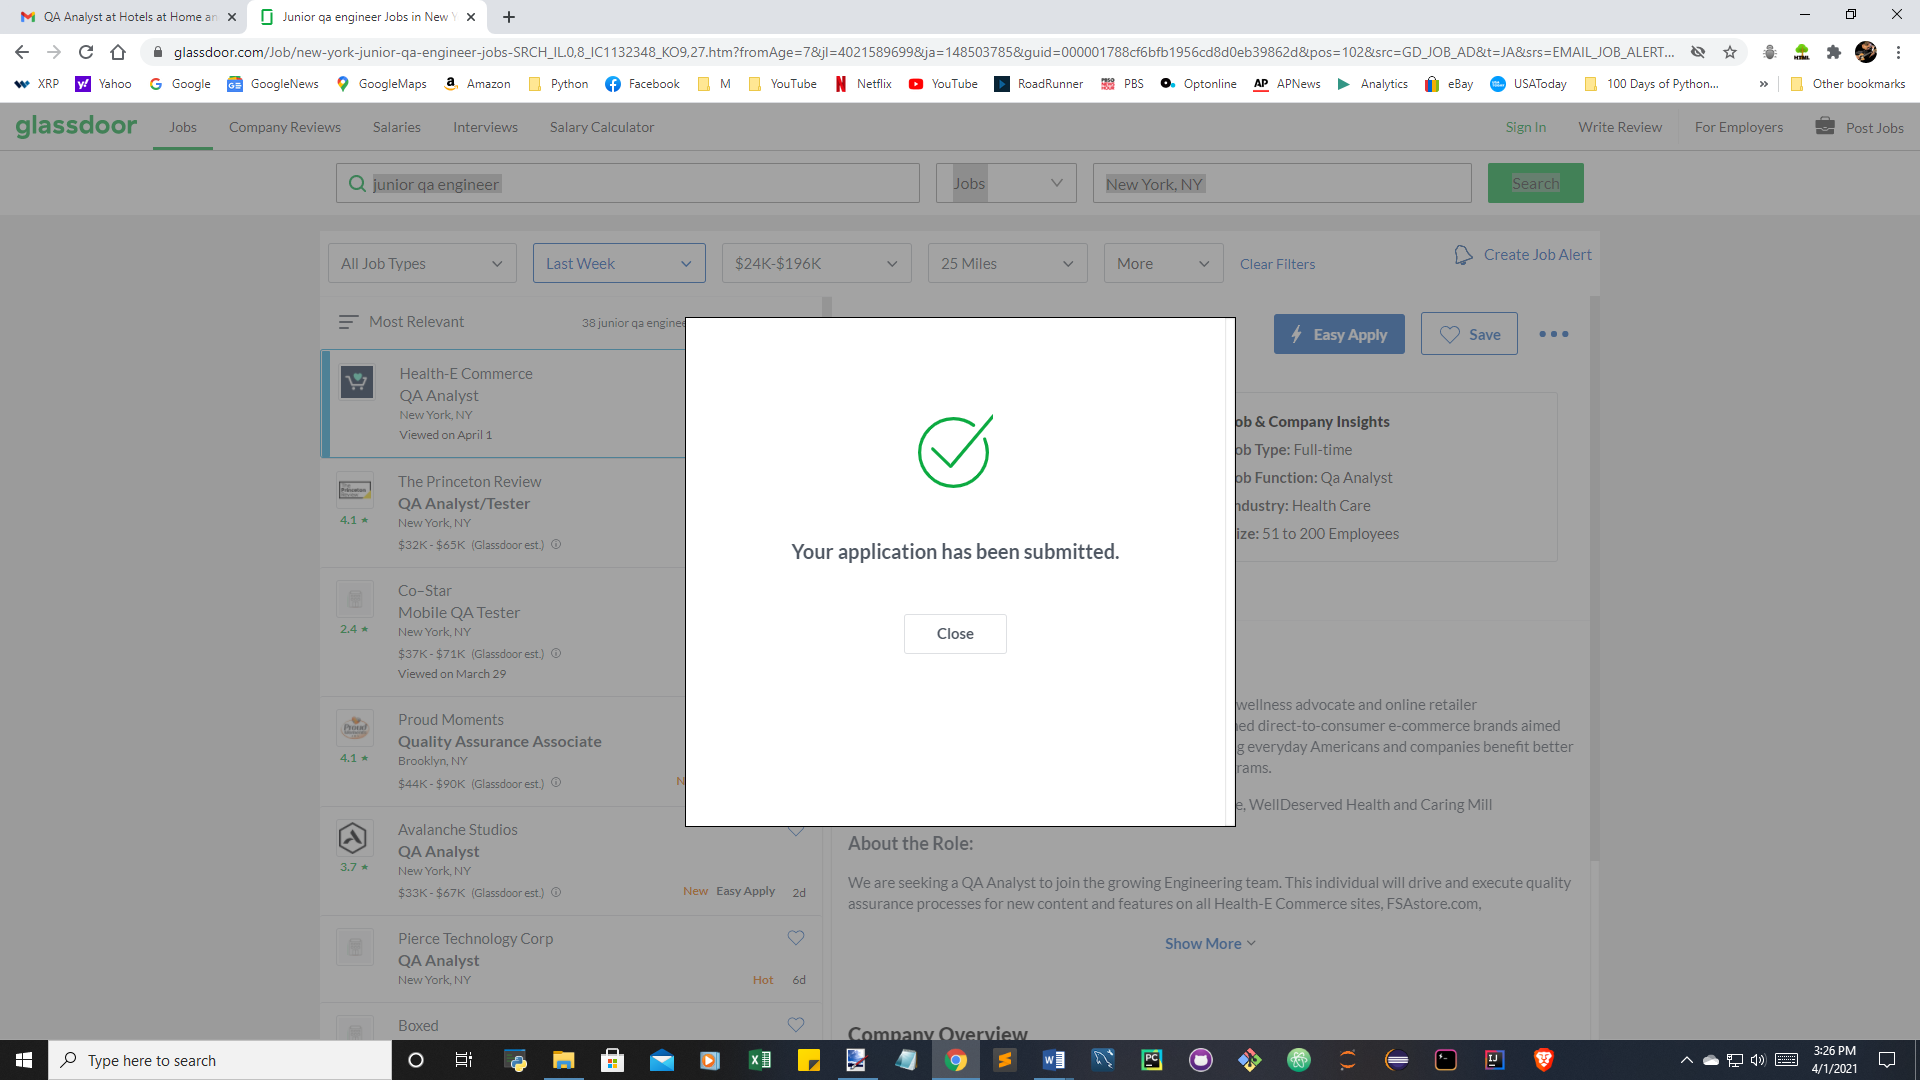 QA Analyst at Hotels at Home an
Junior qa engineer Jobs in New Y
glassdoor.com/Job/new-york-junior-qa-engineer-jobs-SRCH_IL.0,8_IC1132348_KO9,27.htm?fromAge=7&jl=4021589699&ja=148503785&guid=000001788cf6bfb1956cd8d0eb39862d&pos=102&src=GD_JOB_AD&t=JA&srs=EMAIL_JOB_ALERT...
XRP Yahoo Google GoogleNews GoogleMaps Amazon Python Facebook M YouTube Netflix YouTube RoadRunner PBS Optonline APNews Analytics eBay USAToday 100 Days of Python... » Other bookmarks
glassdoor Jobs Company Reviews Salaries Interviews Salary Calculator Sign In Write Review For Employers Post Jobs
junior qa engineer Jobs New York, NY Search
All Job Types Last Week $24K-$196K 25 Miles More Clear Filters Create Job Alert
Most Relevant 38 junior qa enginee
Health-E Commerce
QA Analyst
New York, NY
Viewed on April 1
The Princeton Review
QA Analyst/Tester
4.1 ★
New York, NY
$32K - $65K (Glassdoor est.)
Co–Star
Mobile QA Tester
2.4 ★
New York, NY
$37K - $71K (Glassdoor est.)
Viewed on March 29
Proud Moments
Quality Assurance Associate
4.1 ★
Brooklyn, NY
$44K - $90K (Glassdoor est.) N
Avalanche Studios
QA Analyst
3.7 ★
New York, NY
$33K - $67K (Glassdoor est.) New Easy Apply 2d
Pierce Technology Corp
QA Analyst
New York, NY
Hot 6d
Boxed
Your application has been submitted.
Close
Easy Apply Save
ob & Company Insights
ob Type: Full-time
ob Function: Qa Analyst
ndustry: Health Care
ize: 51 to 200 Employees
wellness advocate and online retailer
ned direct-to-consumer e-commerce brands aimed
g everyday Americans and companies benefit better
rams.
e, WellDeserved Health and Caring Mill
About the Role:
We are seeking a QA Analyst to join the growing Engineering team. This individual will drive and execute quality
assurance processes for new content and features on all Health-E Commerce sites, FSAstore.com,
Show More
Company Overview
Type here to search
3:26 PM
4/1/2021